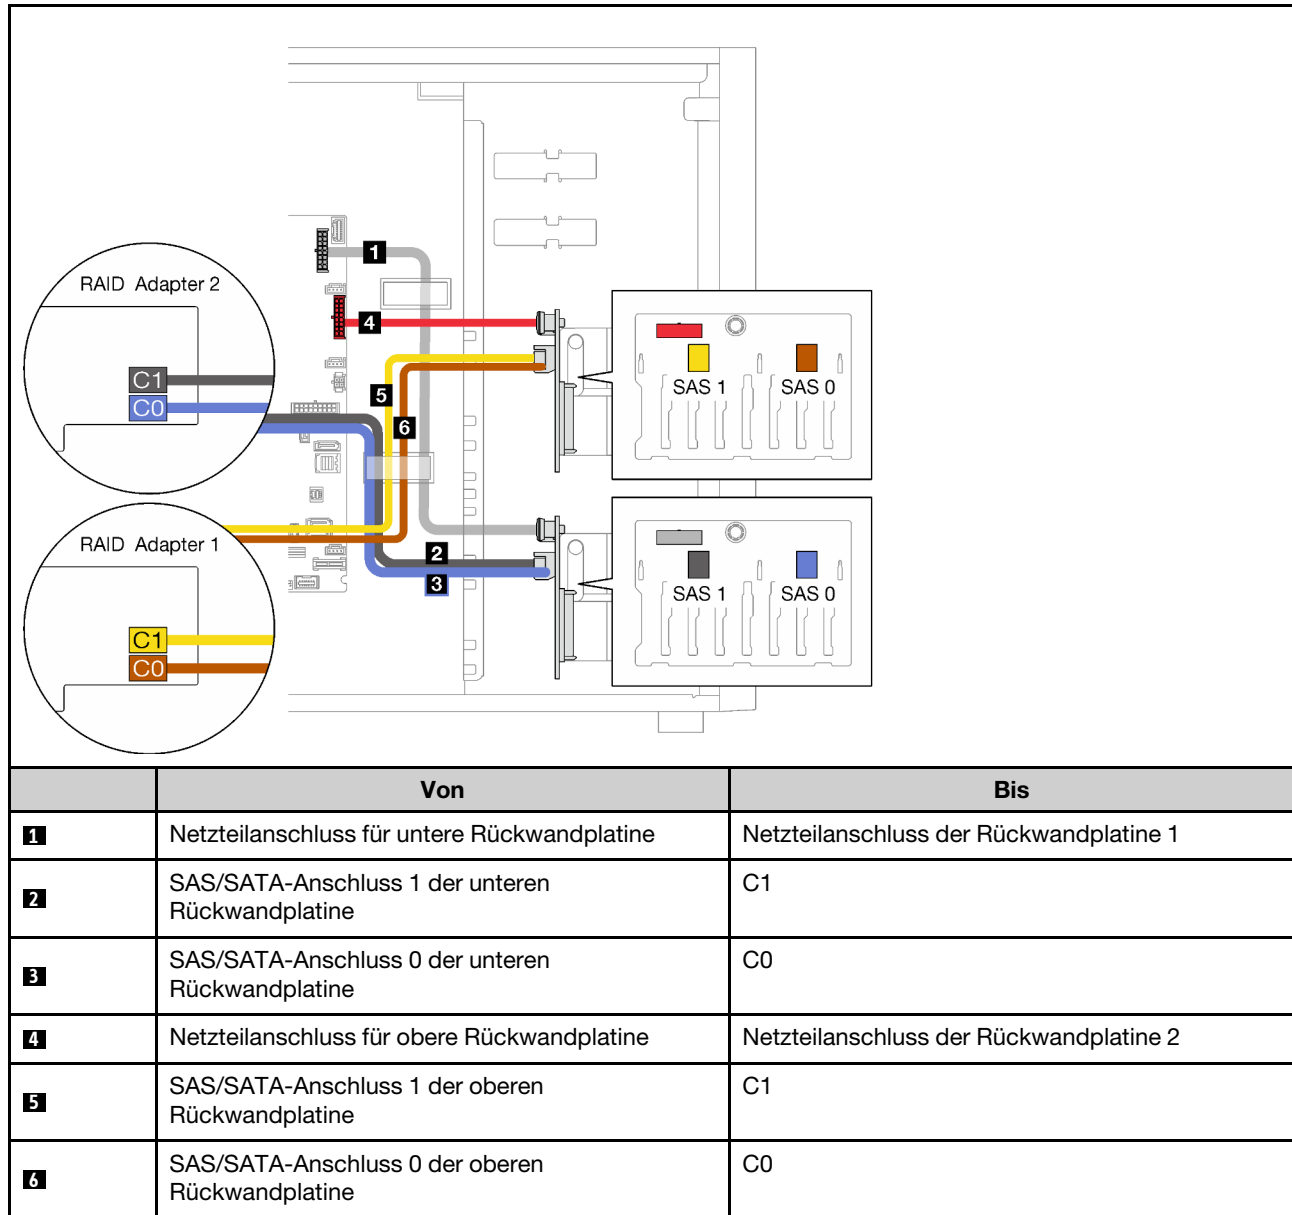 1
RAID Adapter 2
4
C1
C0
5
6
SAS 1
SAS 0
RAID Adapter 1
2
3
C1
C0
SAS 1
SAS 0
Von
Bis
1
Netzteilanschluss für untere Rückwandplatine
Netzteilanschluss der Rückwandplatine 1
2
SAS/SATA-Anschluss 1 der unteren
Rückwandplatine
C1
3
SAS/SATA-Anschluss 0 der unteren
Rückwandplatine
C0
4
Netzteilanschluss für obere Rückwandplatine
Netzteilanschluss der Rückwandplatine 2
5
SAS/SATA-Anschluss 1 der oberen
Rückwandplatine
C1
6
SAS/SATA-Anschluss 0 der oberen
Rückwandplatine
C0